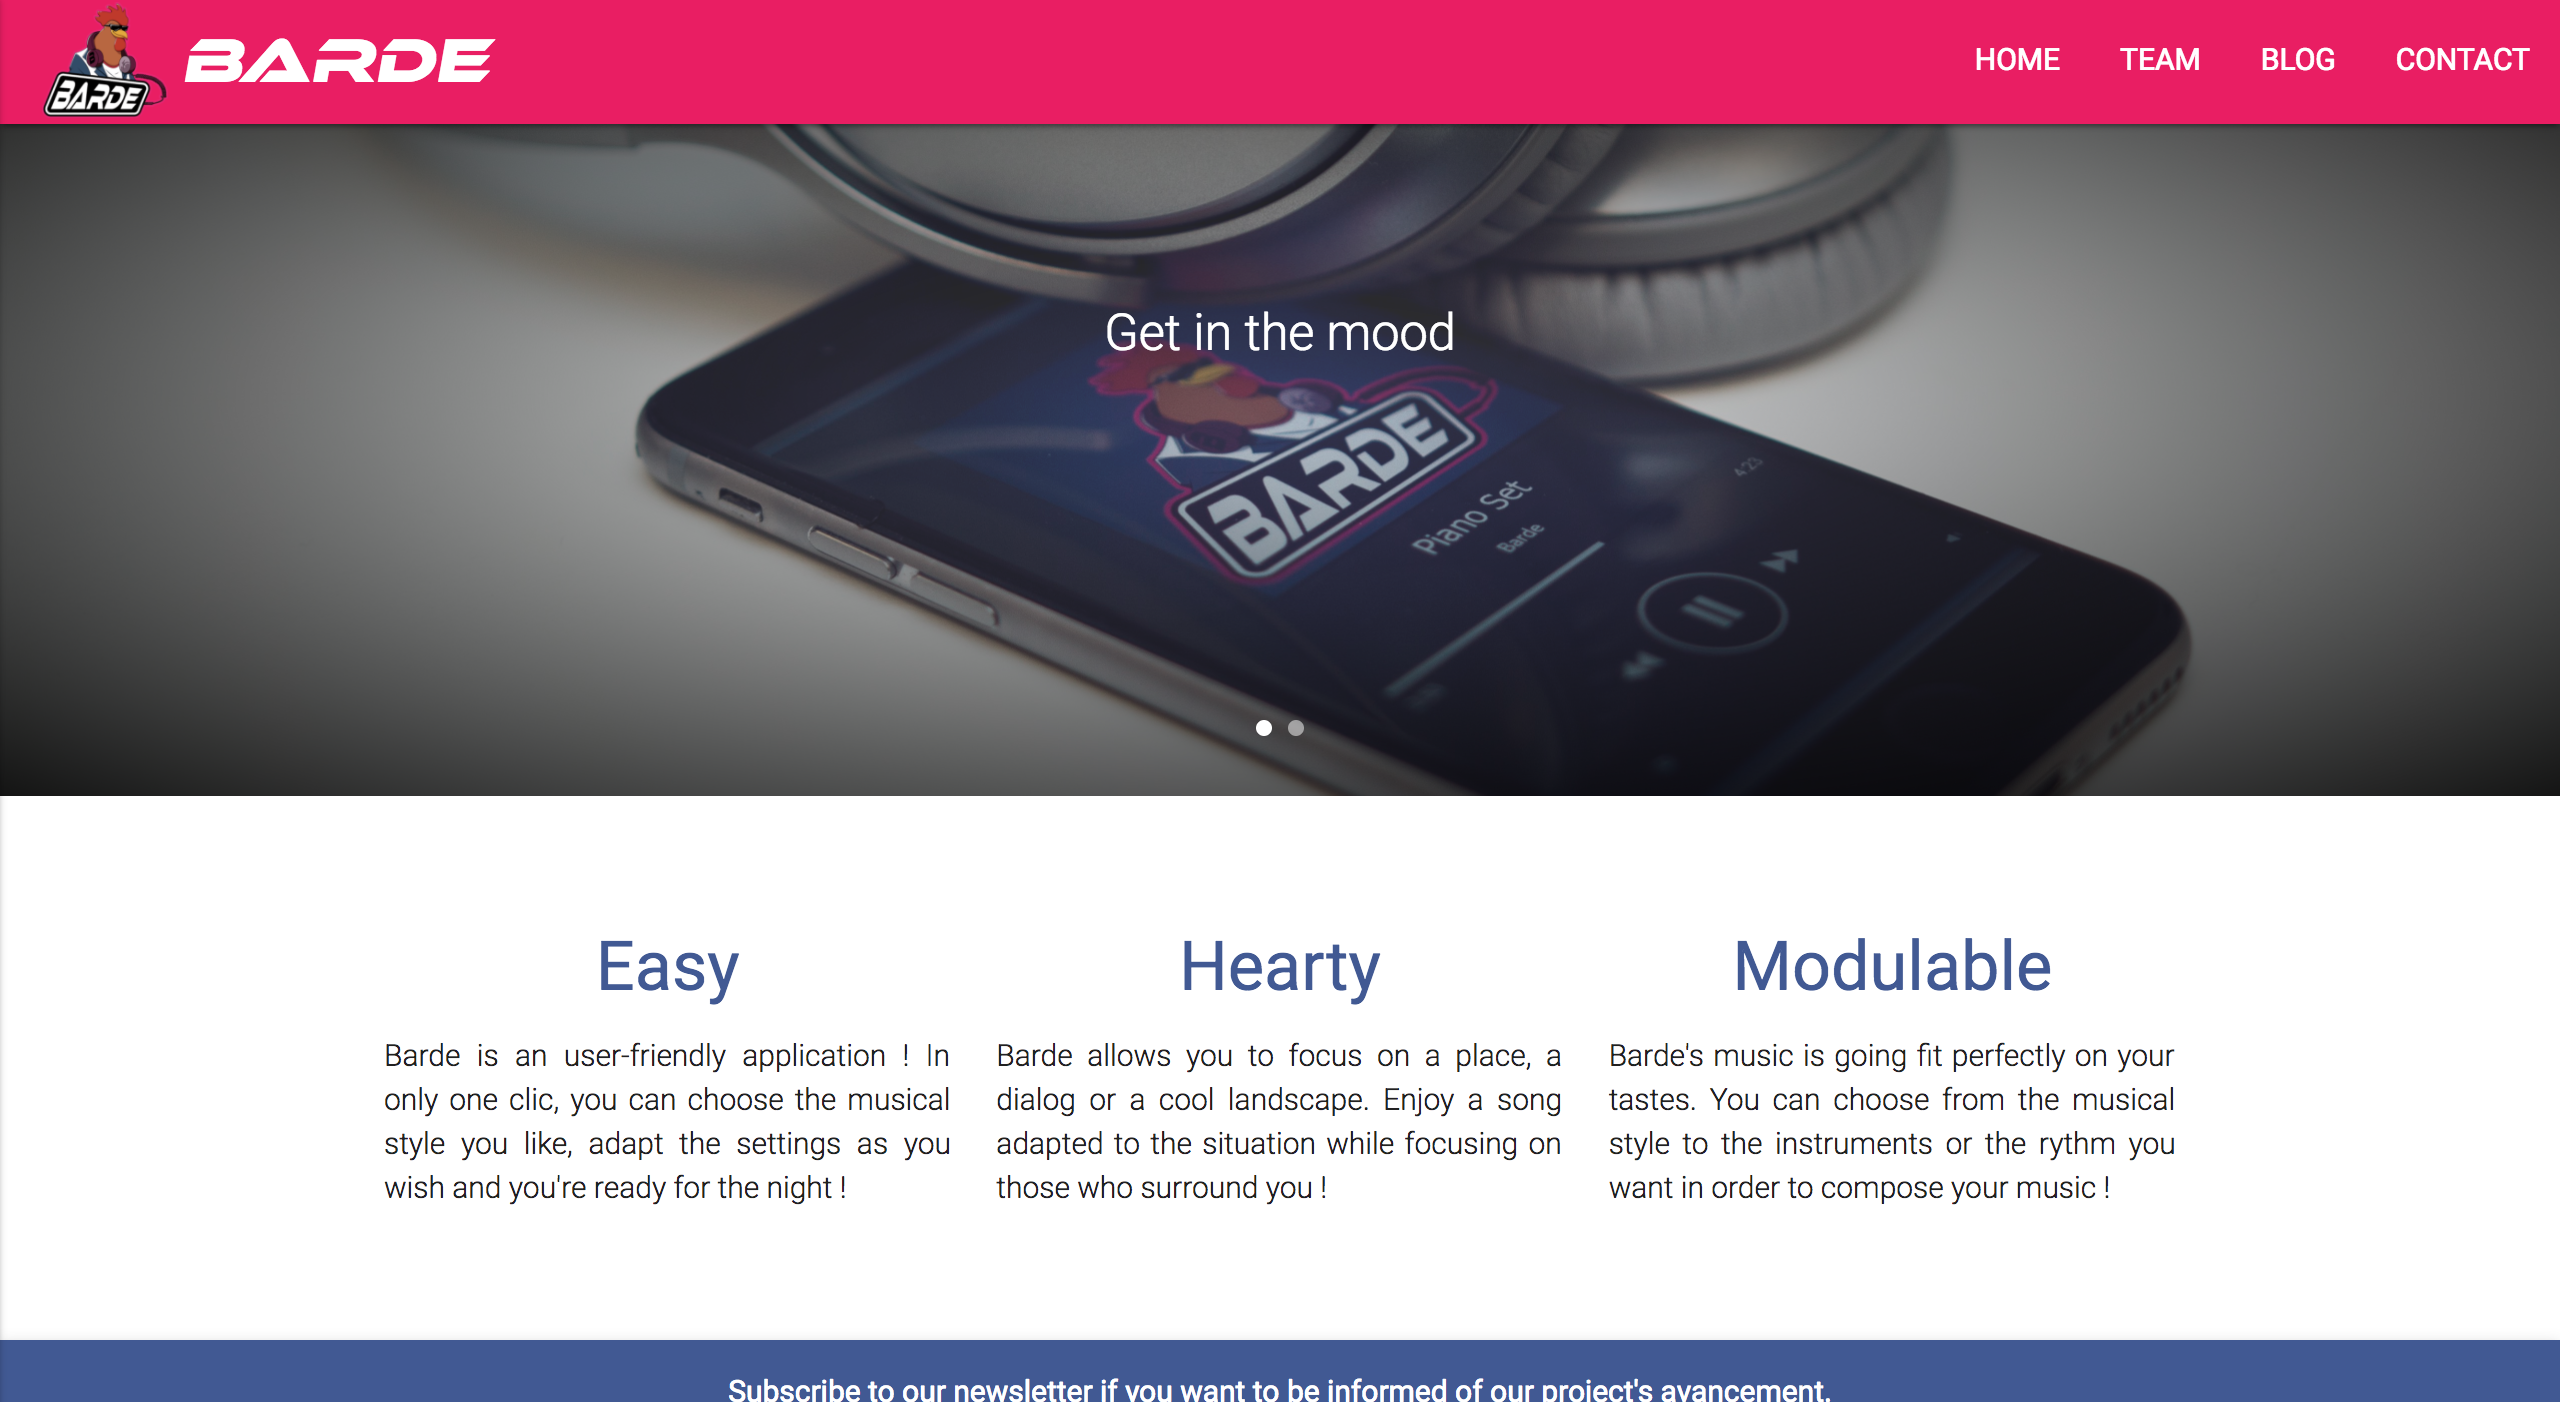 BARDE
BARDE
HOME
TEAM
BLOG
CONTACT
Get in the mood
BARDE
Piano Set
Barde
4:23
Easy
Barde is an user-friendly application ! In
only one clic, you can choose the musical
style you like, adapt the settings as you
wish and you're ready for the night !
Hearty
Barde allows you to focus on a place, a
dialog or a cool landscape. Enjoy a song
adapted to the situation while focusing on
those who surround you !
Modulable
Barde's music is going fit perfectly on your
tastes. You can choose from the musical
style to the instruments or the rythm you
want in order to compose your music !
Subscribe to our newsletter if you want to be informed of our project's avancement.